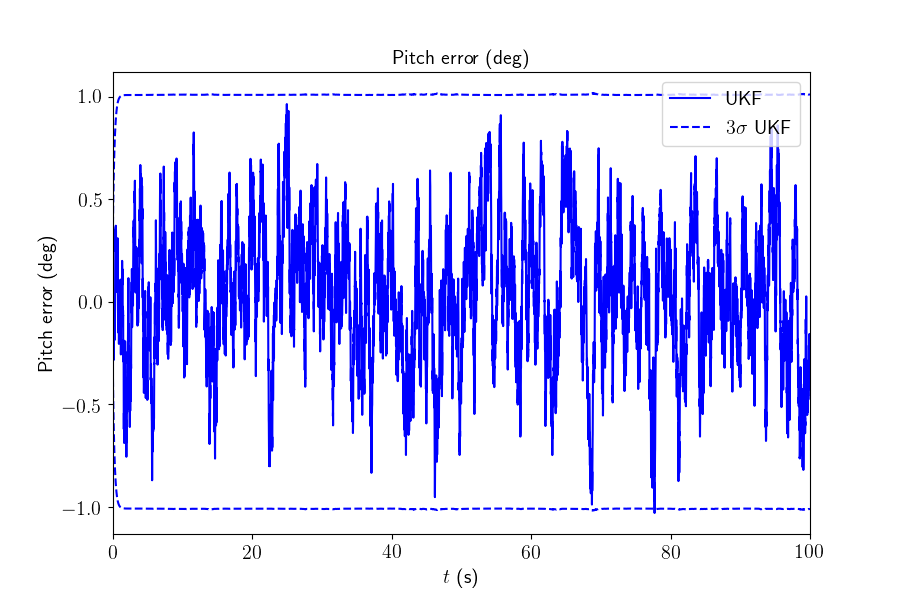 Pitch error (deg)
UKF
3σ UKF
Pitch error (deg)
1.0
0.5
0.0
−0.5
−1.0
0 20 40 60 80 100
t (s)